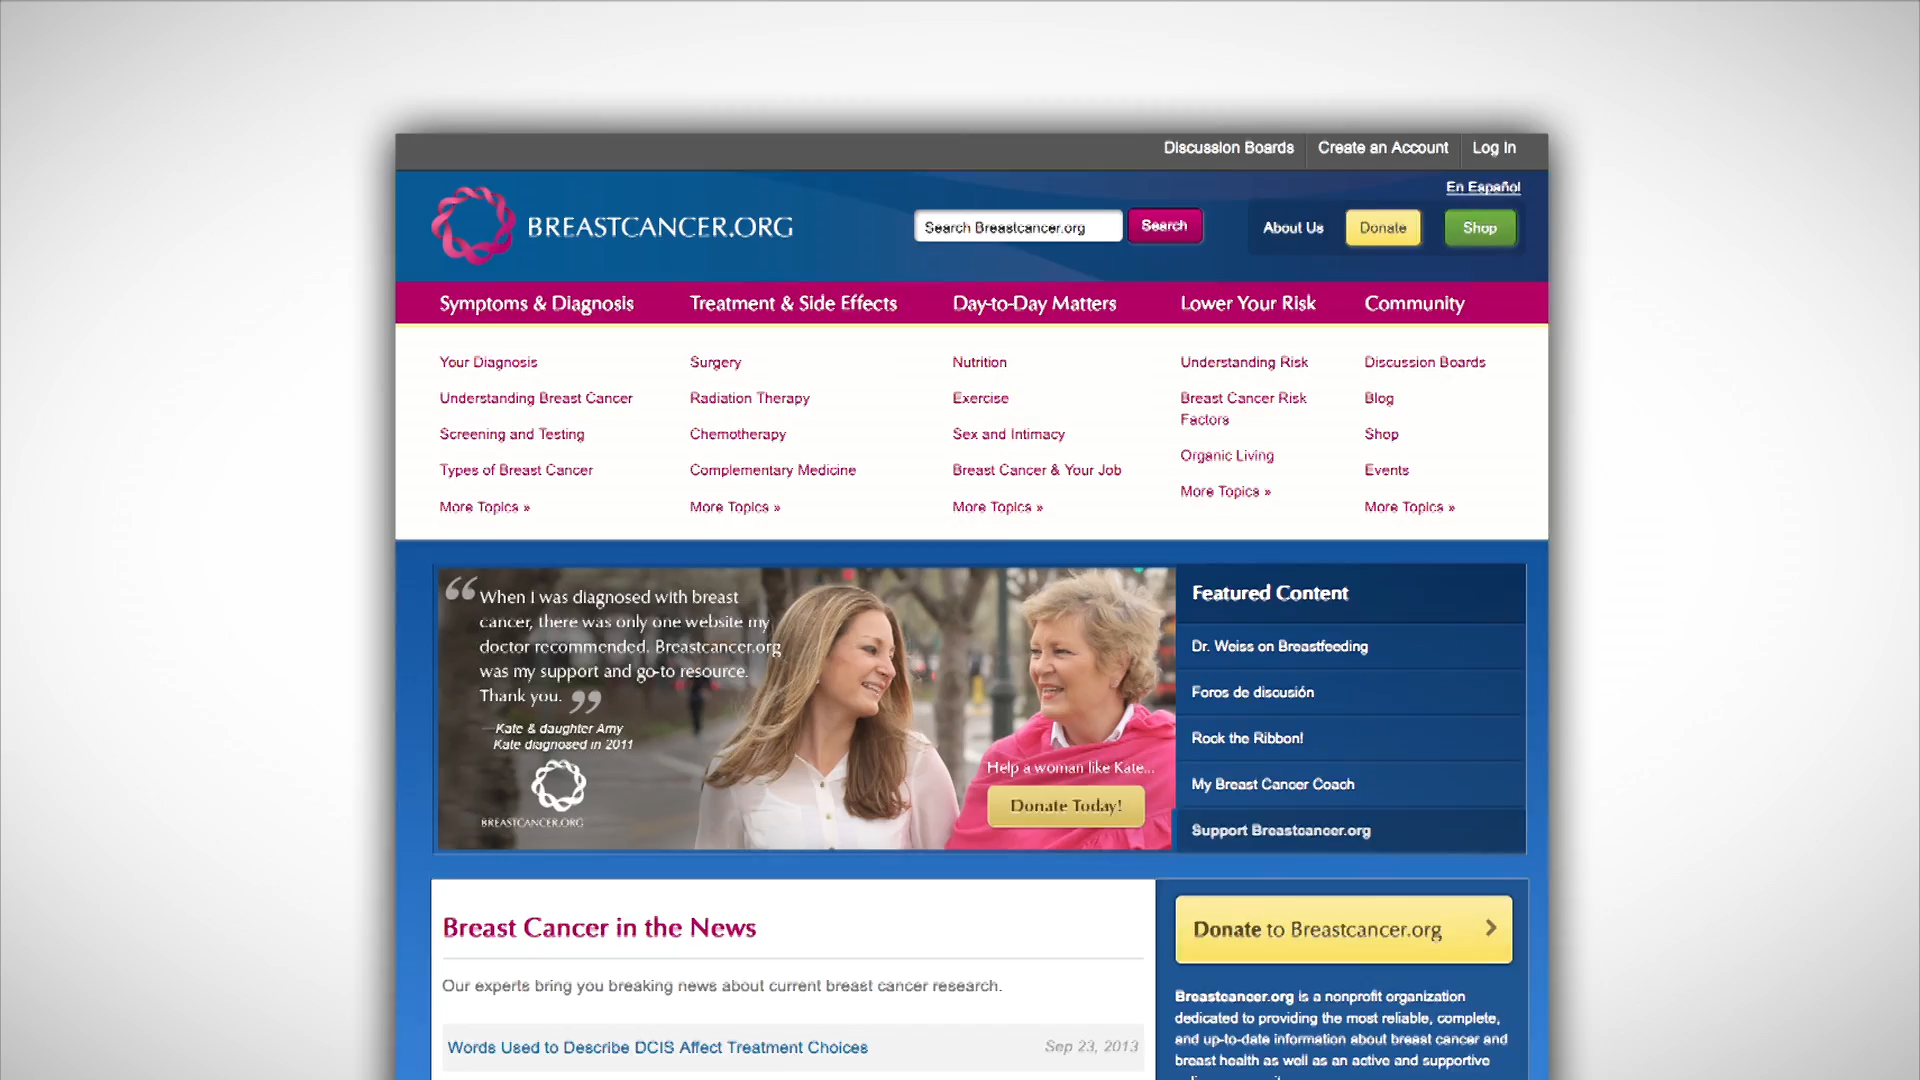 Discussion Boards
Create an Account
Log In
En Español
BREASTCANCER.ORG
Search Breastcancer.org
Search
About Us
Donate
Shop
Symptoms & Diagnosis
Treatment & Side Effects
Day-to-Day Matters
Lower Your Risk
Community
Your Diagnosis
Understanding Breast Cancer
Screening and Testing
Types of Breast Cancer
More Topics »
Surgery
Radiation Therapy
Chemotherapy
Complementary Medicine
More Topics »
Nutrition
Exercise
Sex and Intimacy
Breast Cancer & Your Job
More Topics »
Understanding Risk
Breast Cancer Risk
Factors
Organic Living
More Topics »
Discussion Boards
Blog
Shop
Events
More Topics »
“When I was diagnosed with breast
cancer, there was only one website my
doctor recommended. Breastcancer.org
was my support and go-to resource.
Thank you.”
—Kate & daughter Amy
Kate diagnosed in 2011
BREASTCANCER.ORG
Help a woman like Kate...
Donate Today!
Featured Content
Dr. Weiss on Breastfeeding
Foros de discusión
Rock the Ribbon!
My Breast Cancer Coach
Support Breastcancer.org
Breast Cancer in the News
Our experts bring you breaking news about current breast cancer research.
Words Used to Describe DCIS Affect Treatment Choices
Sep 23, 2013
Donate to Breastcancer.org
Breastcancer.org is a nonprofit organization
dedicated to providing the most reliable, complete,
and up-to-date information about breast cancer and
breast health as well as an active and supportive